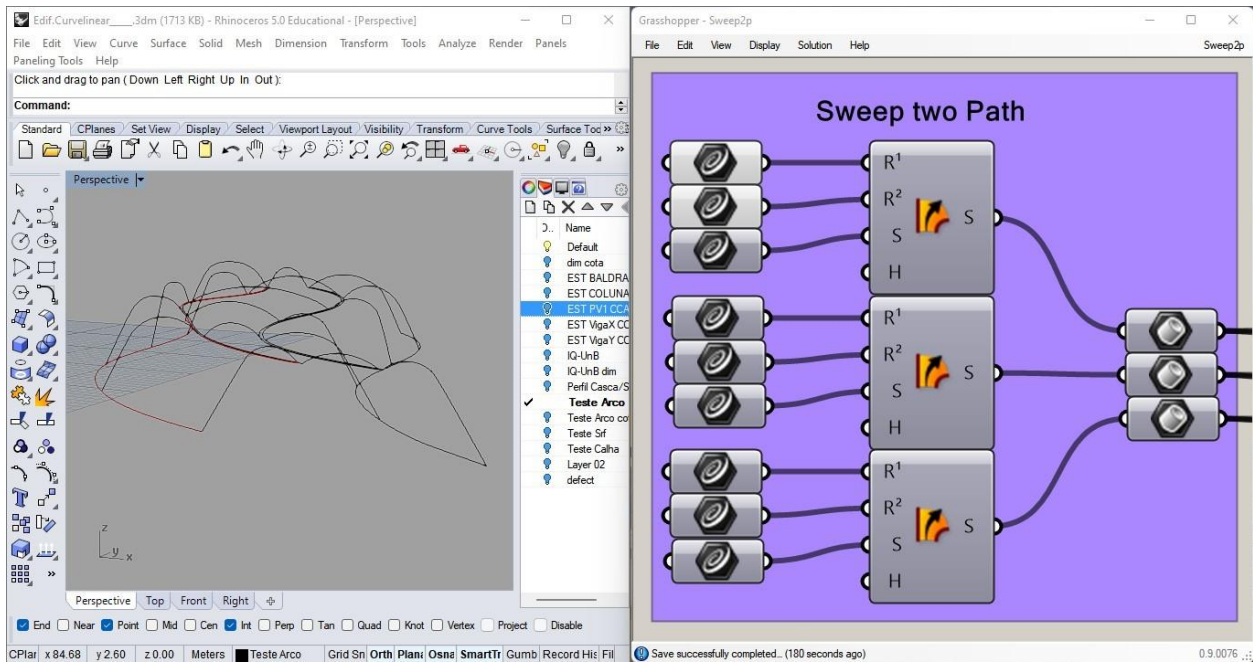 Edif.Curvelinear____.3dm (1713 KB) - Rhinoceros 5.0 Educational - [Perspective]
File Edit View Curve Surface Solid Mesh Dimension Transform Tools Analyze Render Panels
Paneling Tools Help
Click and drag to pan ( Down Left Right Up In Out ):
Command:
Standard CPlanes Set View Display Select Viewport Layout Visibility Transform Curve Tools Surface Toc »
»
Perspective
Name
Default
dim cota
EST BALDRA
EST COLUNA
EST PV1 CCA
EST VigaX CC
EST VigaY CC
IQ-UnB
IQ-UnB dim
Perfil Casca/S
Teste Arco
Teste Arco co
Teste Srf
Teste Calha
Layer 02
defect
z
y x
»
Perspective Top Front Right
End Near Point Mid Cen Int Perp Tan Quad Knot Vertex Project Disable
CPlar x 84.68 y 2.60 z 0.00 Meters Teste Arco Grid Sn Orth Plana Osna SmartTr Gumb Record His Fil
Grasshopper - Sweep2p
File Edit View Display Solution Help Sweep2p
Sweep two Path
R¹
R²
S
H
S
R¹
R²
S
H
S
R¹
R²
S
H
S
Save successfully completed... (180 seconds ago) 0.9.0076